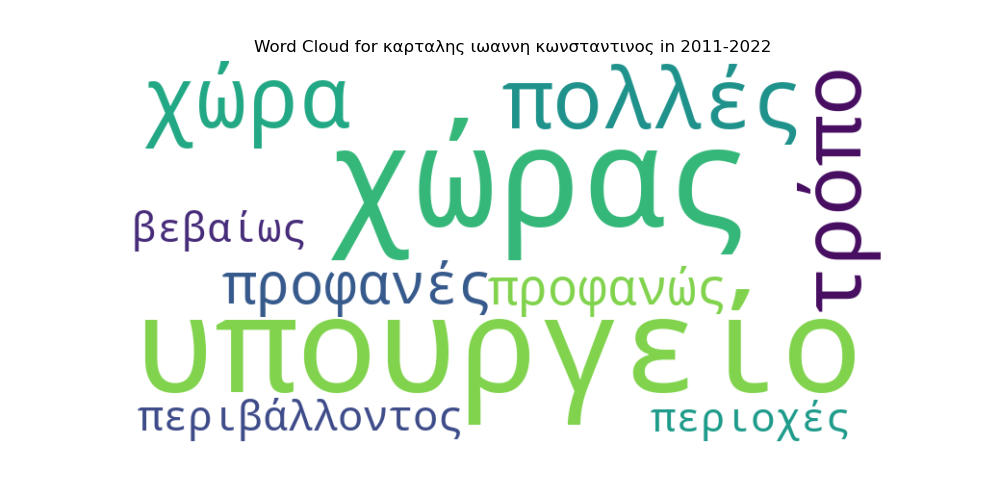 Word Cloud for καρταλης ιωαννη κωνσταντινος in 2011-2022
χώρα
πολλές
τρόπο
χώρας
βεβαίως
προφανές
προφανώς
υπουργείο
περιβάλλοντος
περιοχές